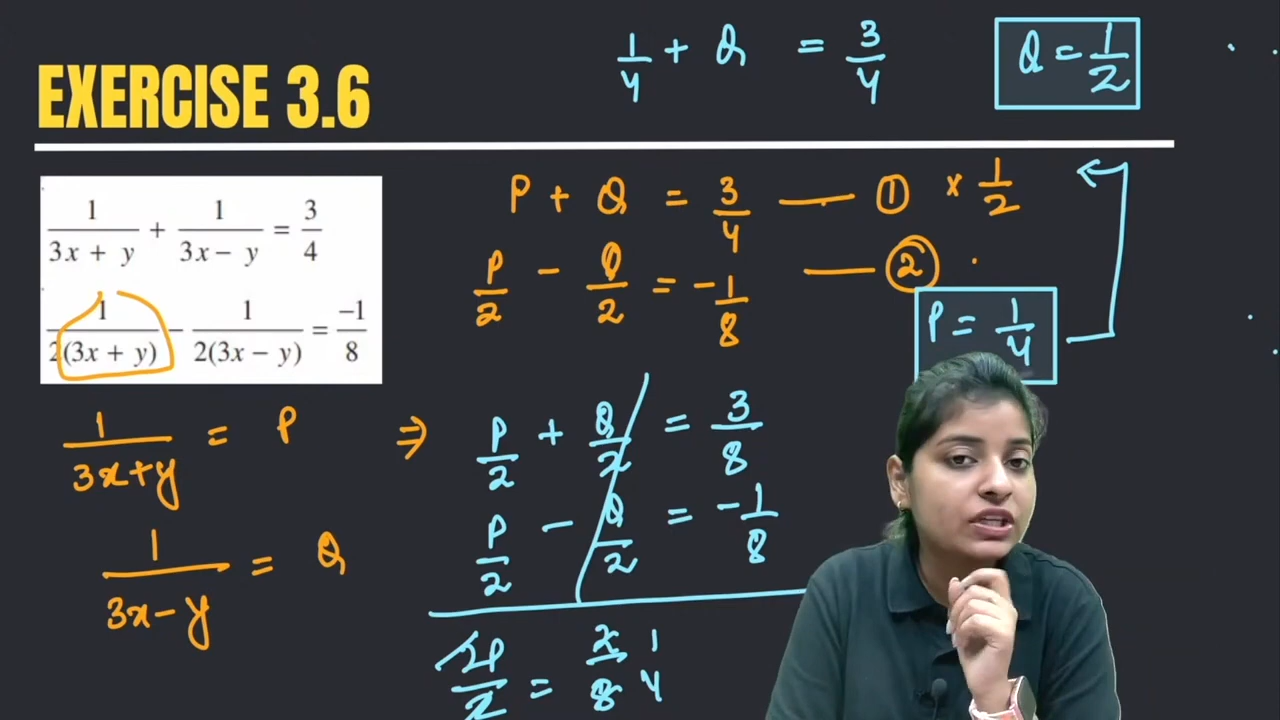 1/4 + Q = 3/4
Q = 1/2
EXERCISE 3.6
1/(3x + y) + 1/(3x − y) = 3/4
1/2(3x + y) − 1/2(3x − y) = −1/8
P + Q = 3/4 —— ① × 1/2
P/2 − Q/2 = −1/8 —— ②
P = 1/4
1/(3x+y) = P
1/(3x−y) = Q
⇒ P/2 + Q/2 = 3/8
P/2 − Q/2 = −1/8
2P/2 = 2/8 1/4